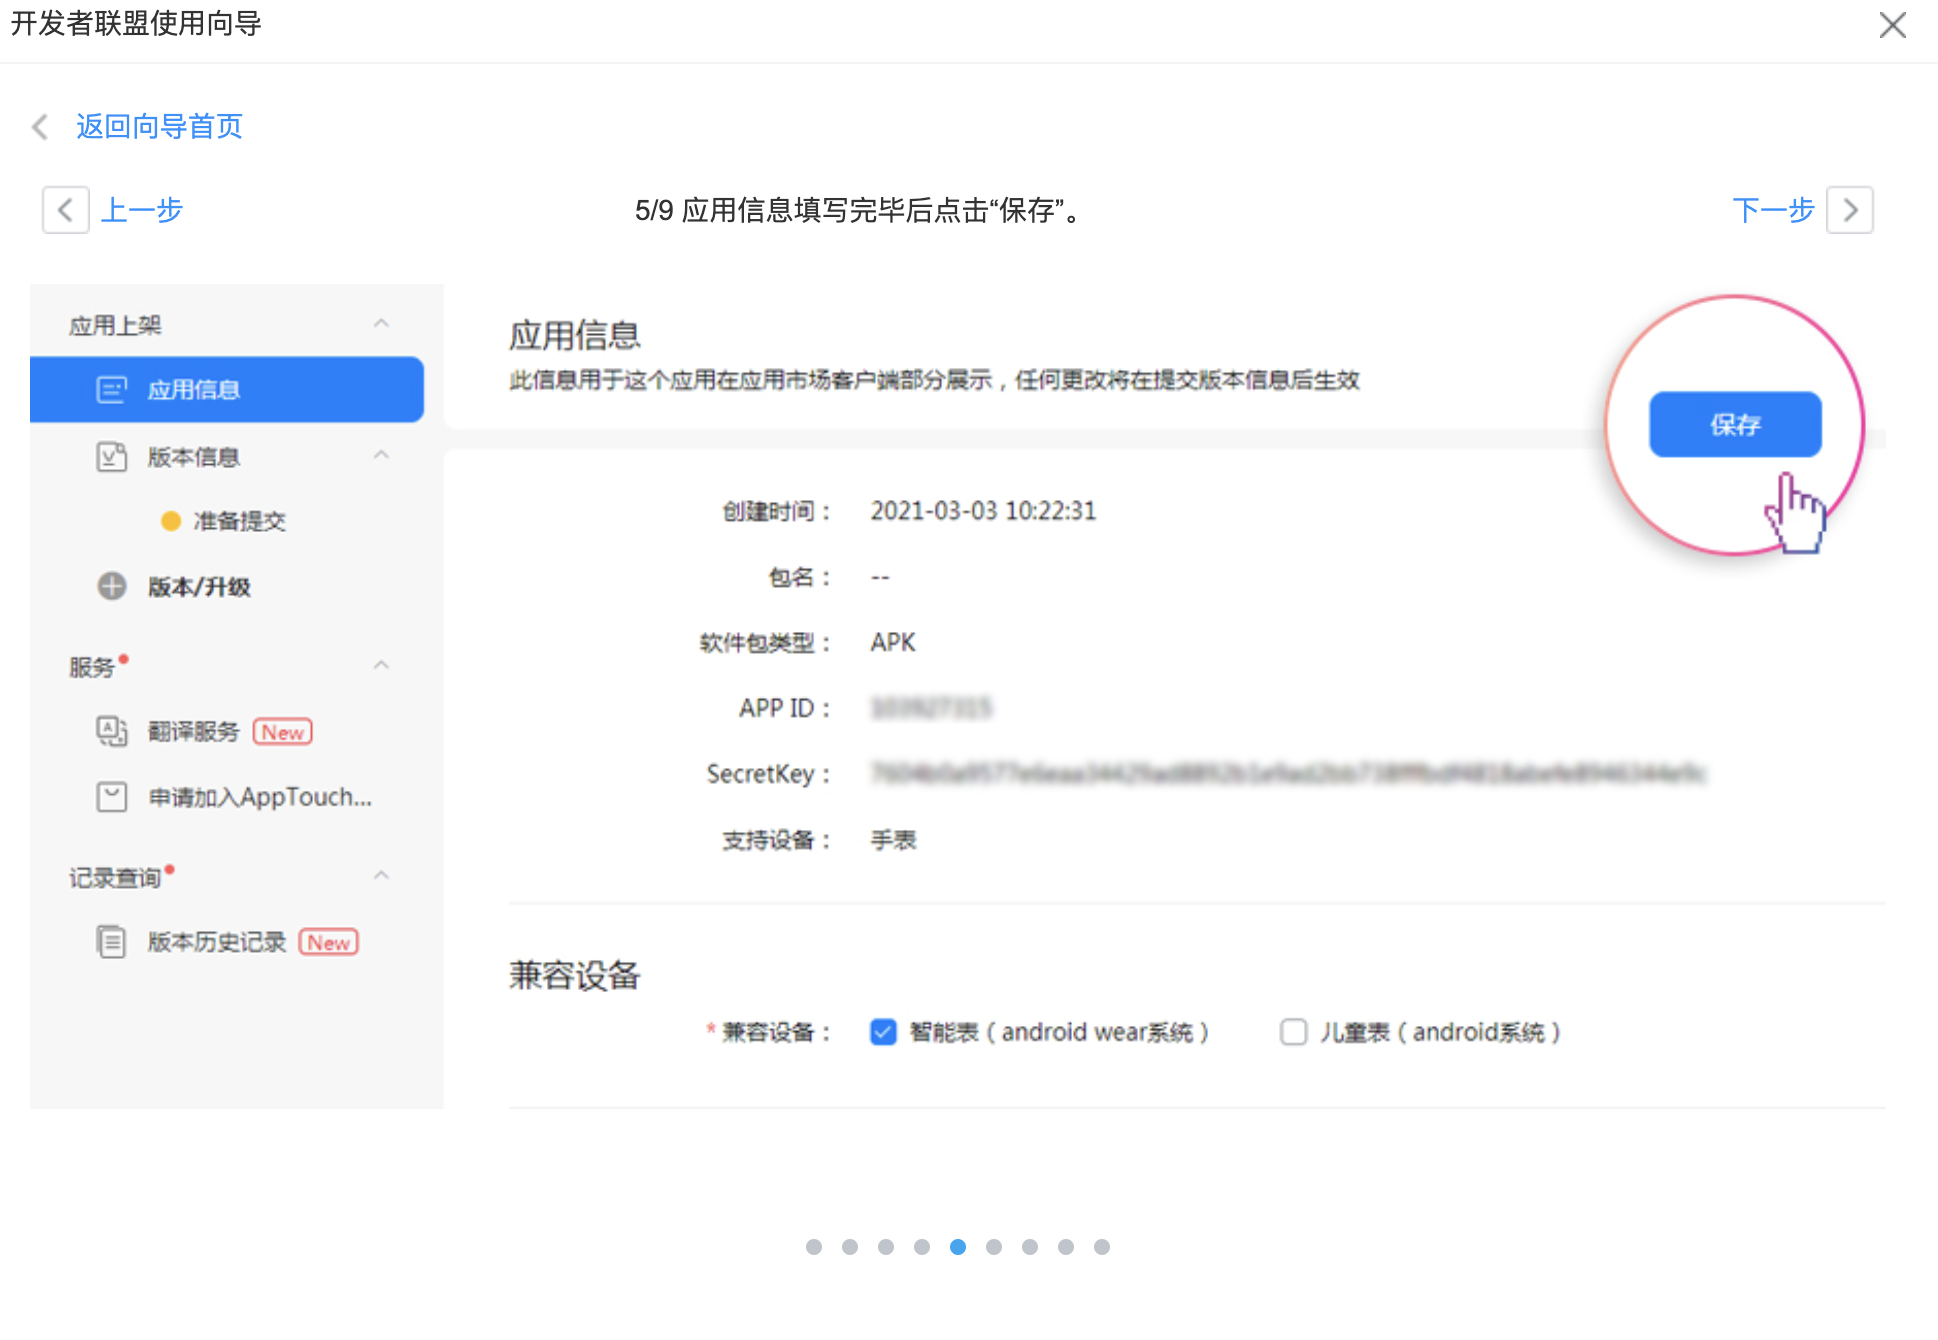 开发者联盟使用向导
返回向导首页
上一步
5/9 应用信息填写完毕后点击“保存”。
下一步
应用上架
应用信息
版本信息
准备提交
版本/升级
服务
翻译服务 New
申请加入AppTouch...
记录查询
版本历史记录 New
应用信息
此信息用于这个应用在应用市场客户端部分展示，任何更改将在提交版本信息后生效
保存
创建时间： 2021-03-03 10:22:31
包名： --
软件包类型： APK
APP ID：
SecretKey：
支持设备： 手表
兼容设备
* 兼容设备： 智能表（android wear系统） 儿童表（android系统）